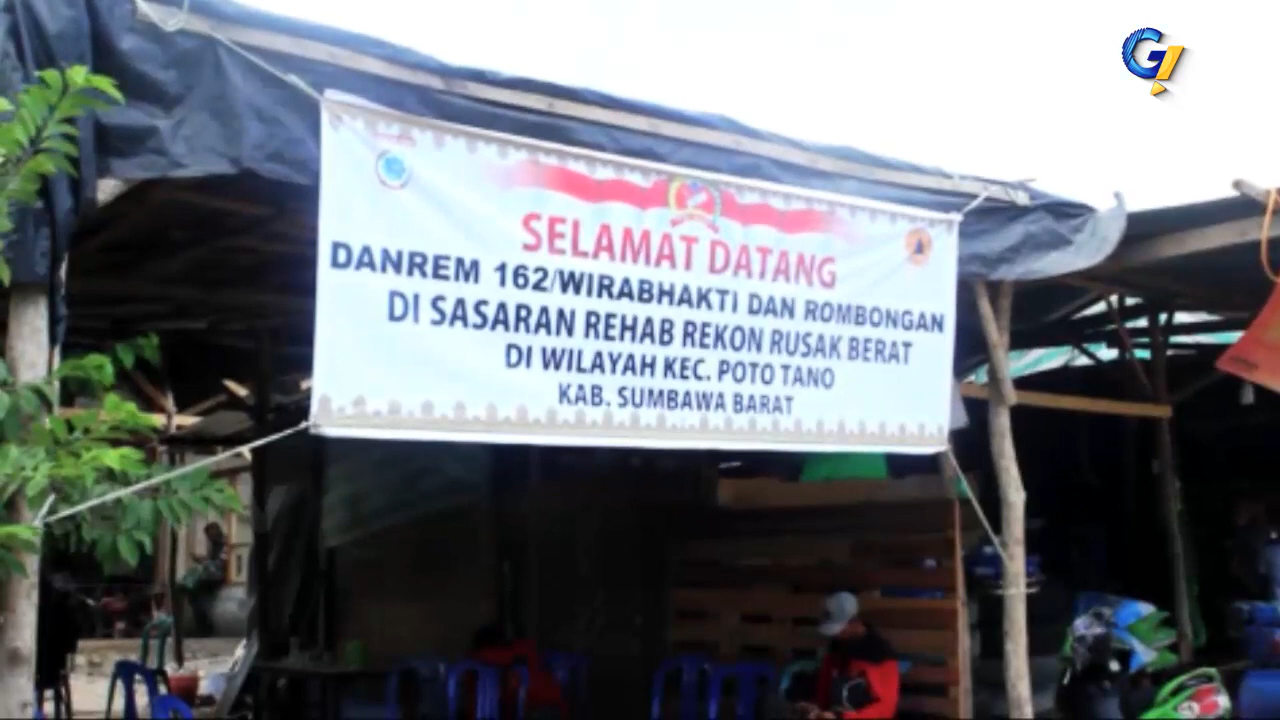 G!
SELAMAT DATANG
DANREM 162/WIRABHAKTI DAN ROMBONGAN
DI SASARAN REHAB REKON RUSAK BERAT
DI WILAYAH KEC. POTO TANO
KAB. SUMBAWA BARAT